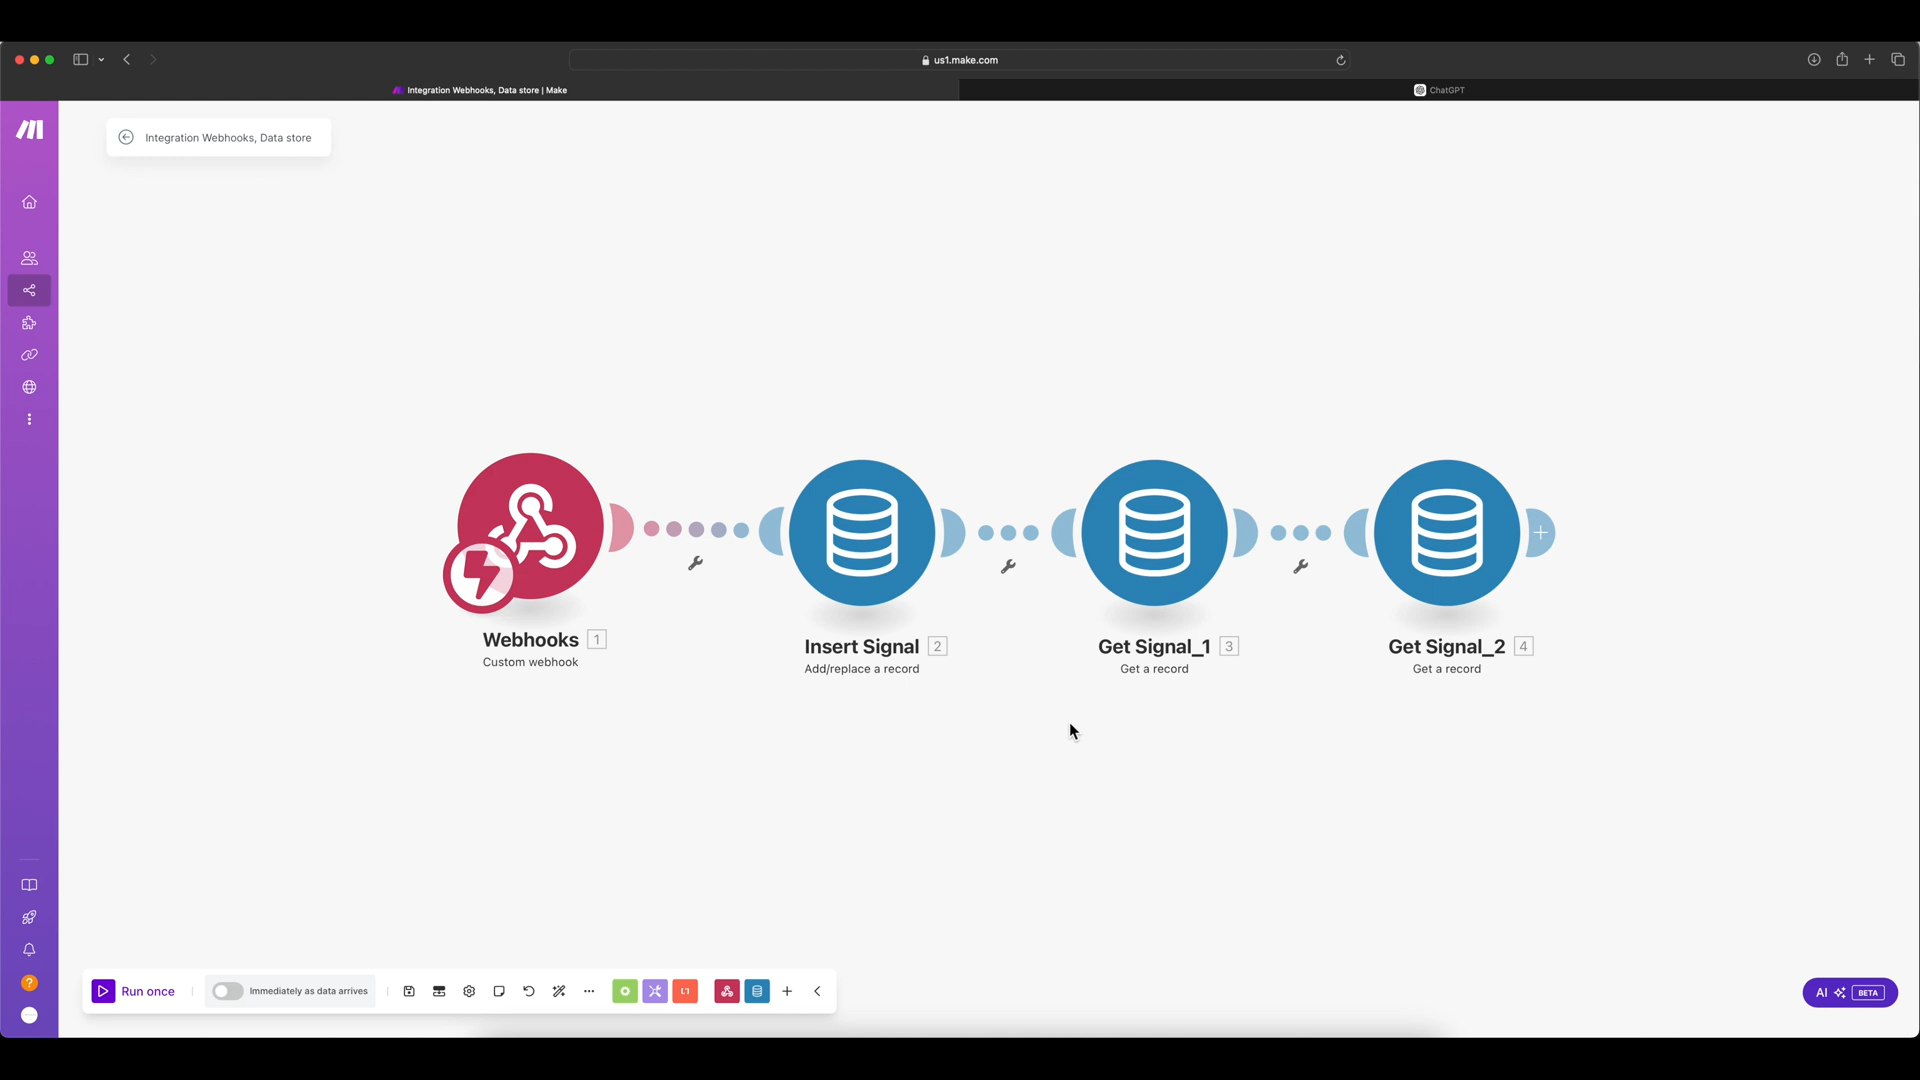 us1.make.com
Integration Webhooks, Data store | Make
ChatGPT
Integration Webhooks, Data store
Webhooks 1
Custom webhook
Insert Signal 2
Add/replace a record
Get Signal_1 3
Get a record
Get Signal_2 4
Get a record
Run once
Immediately as data arrives
AI BETA